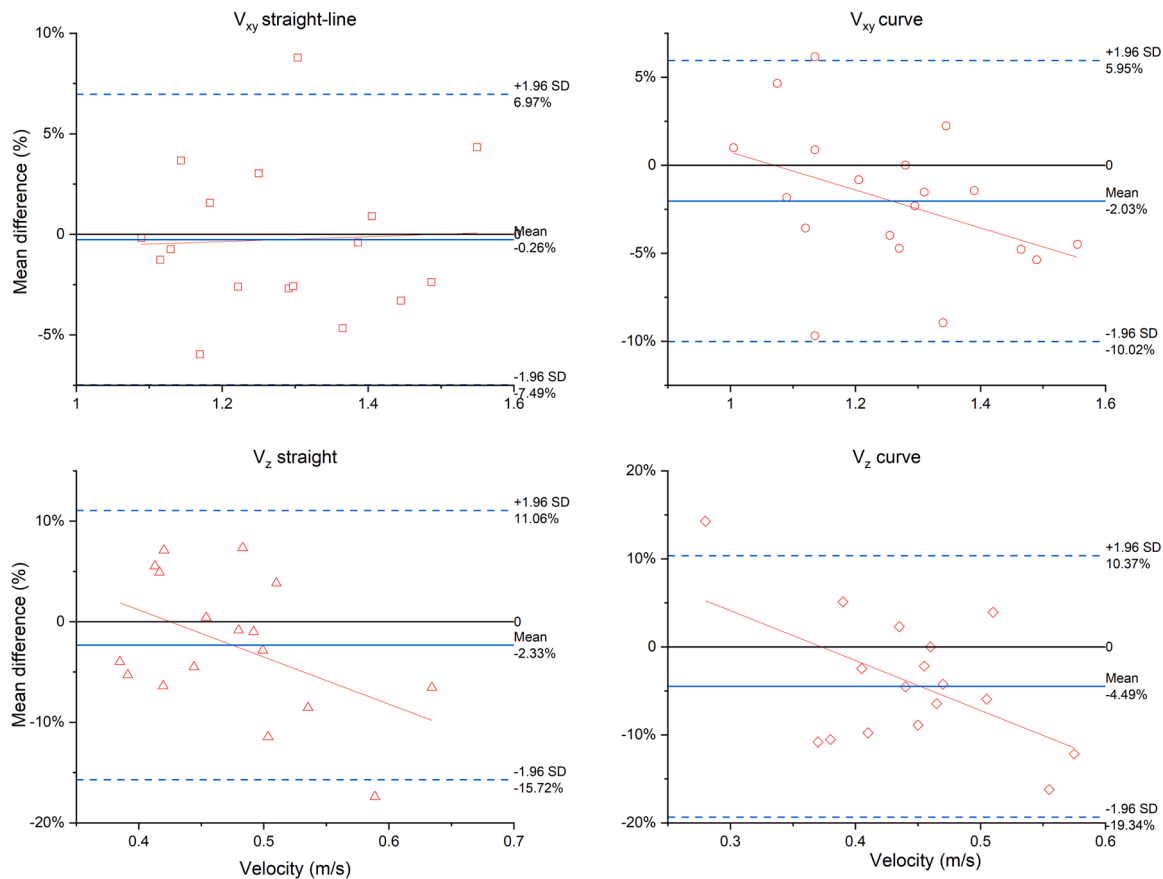 V_xy straight-line
10%
5%
0
-5%
Mean difference (%)
+1.96 SD
6.97%
0
Mean
-0.26%
-1.96 SD
-7.49%
1
1.2
1.4
1.6
V_xy curve
5%
0
-5%
-10%
+1.96 SD
5.95%
0
Mean
-2.03%
-1.96 SD
-10.02%
1
1.2
1.4
1.6
V_z straight
10%
0
-10%
-20%
Mean difference (%)
+1.96 SD
11.06%
0
Mean
-2.33%
-1.96 SD
-15.72%
0.4
0.5
0.6
0.7
Velocity (m/s)
V_z curve
20%
10%
0
-10%
-20%
+1.96 SD
10.37%
0
Mean
-4.49%
-1.96 SD
-19.34%
0.3
0.4
0.5
0.6
Velocity (m/s)